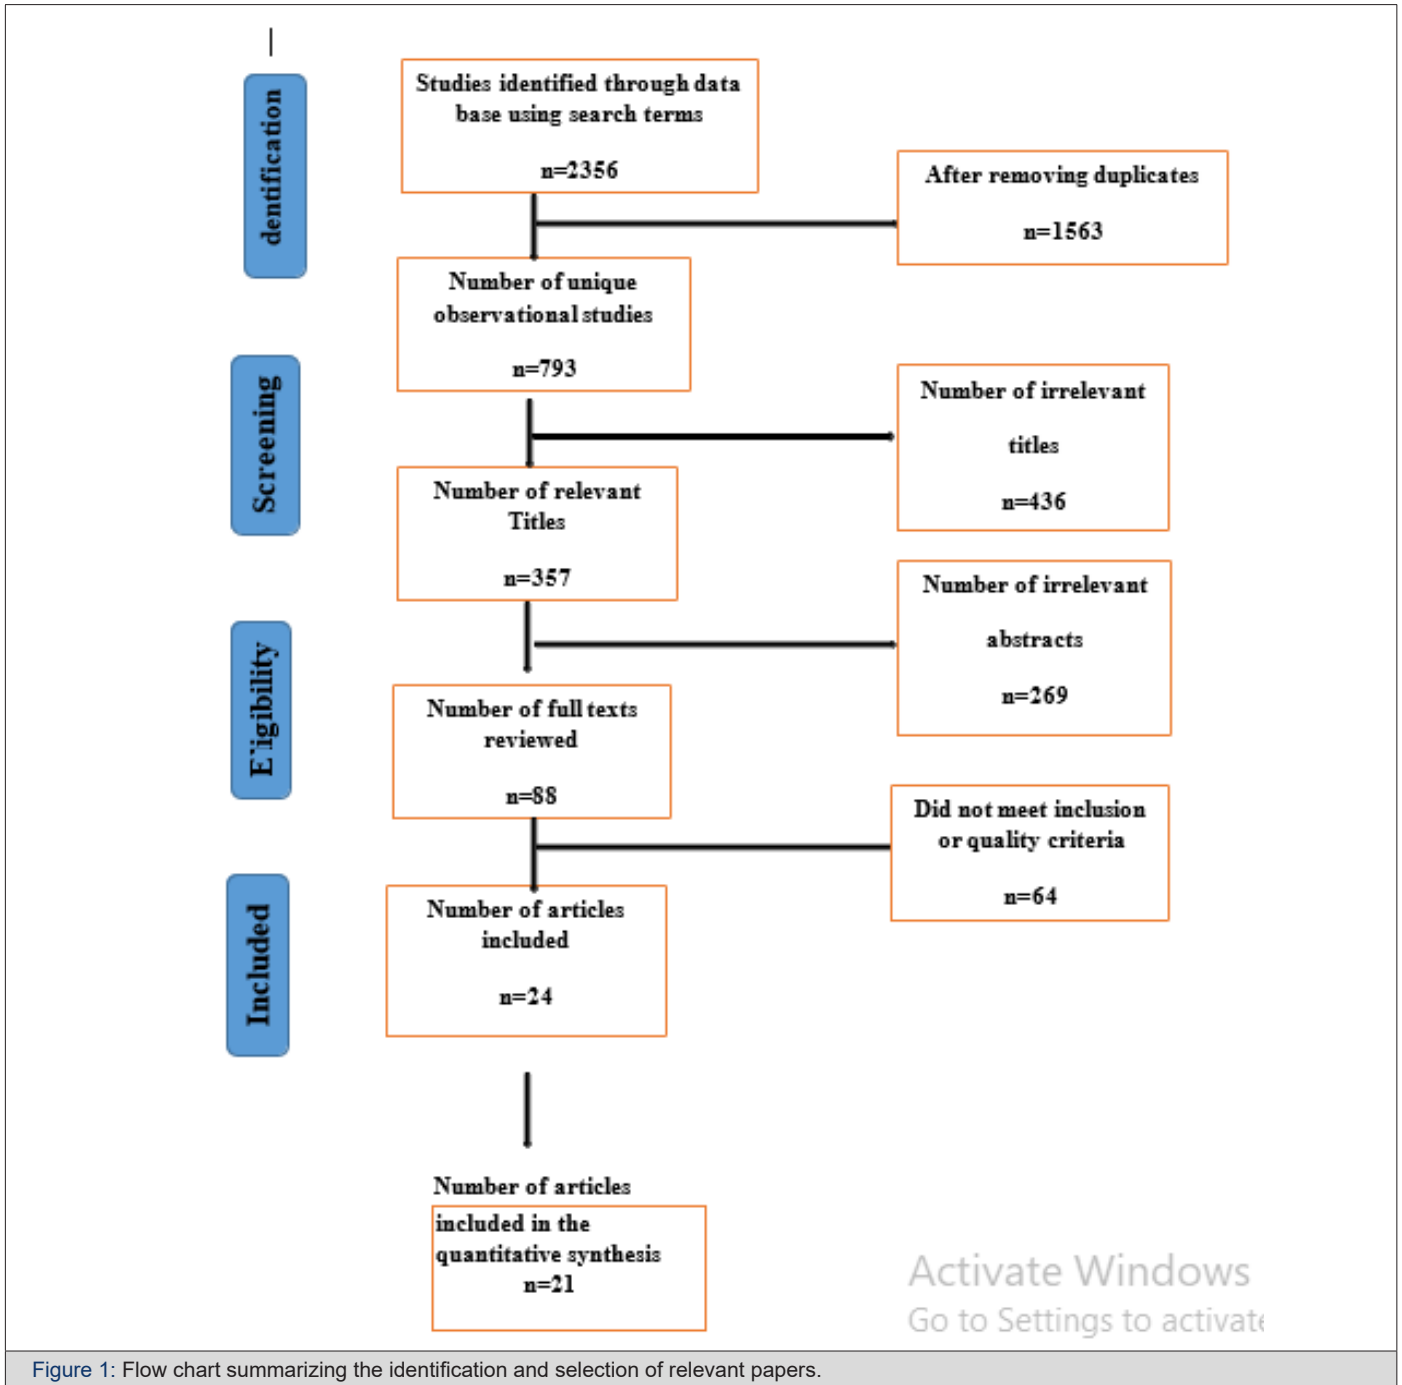 dentification
Studies identified through data
base using search terms
n=2356
After removing duplicates
n=1563
Number of unique
observational studies
n=793
Screening
Number of irrelevant
titles
n=436
Number of relevant
Titles
n=357
Number of irrelevant
abstracts
n=269
Eligibility
Number of full texts
reviewed
n=88
Did not meet inclusion
or quality criteria
n=64
Included
Number of articles
included
n=24
Number of articles
included in the
quantitative synthesis
n=21
Activate Windows
Go to Settings to activate
Figure 1: Flow chart summarizing the identification and selection of relevant papers.